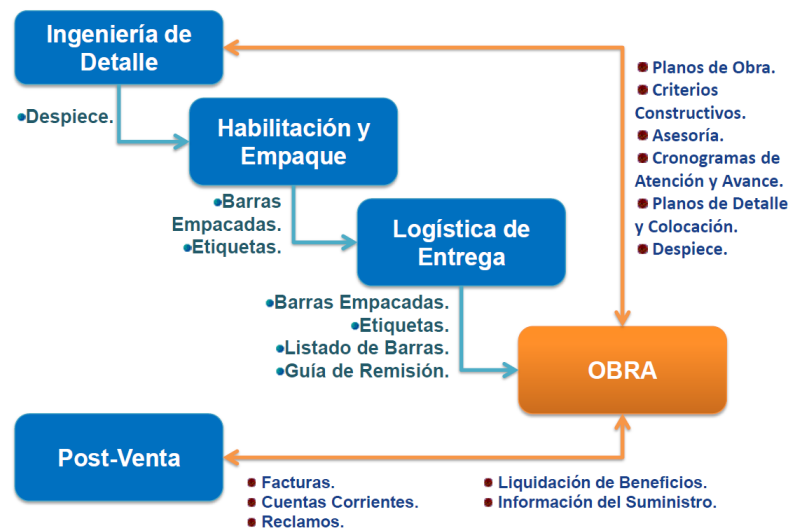 Ingeniería de
Detalle
•Despiece.
Habilitación y
Empaque
•Barras
Empacadas.
•Etiquetas.
Logística de
Entrega
•Barras Empacadas.
•Etiquetas.
•Listado de Barras.
•Guía de Remisión.
Planos de Obra.
Criterios
Constructivos.
Asesoría.
Cronogramas de
Atención y Avance.
Planos de Detalle
y Colocación.
Despiece.
OBRA
Post-Venta
Facturas.
Cuentas Corrientes.
Reclamos.
Liquidación de Beneficios.
Información del Suministro.